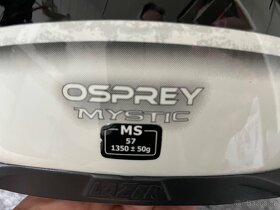 OSPREY
MYSTIC
MS
57
1350 ± 50g
LAZER